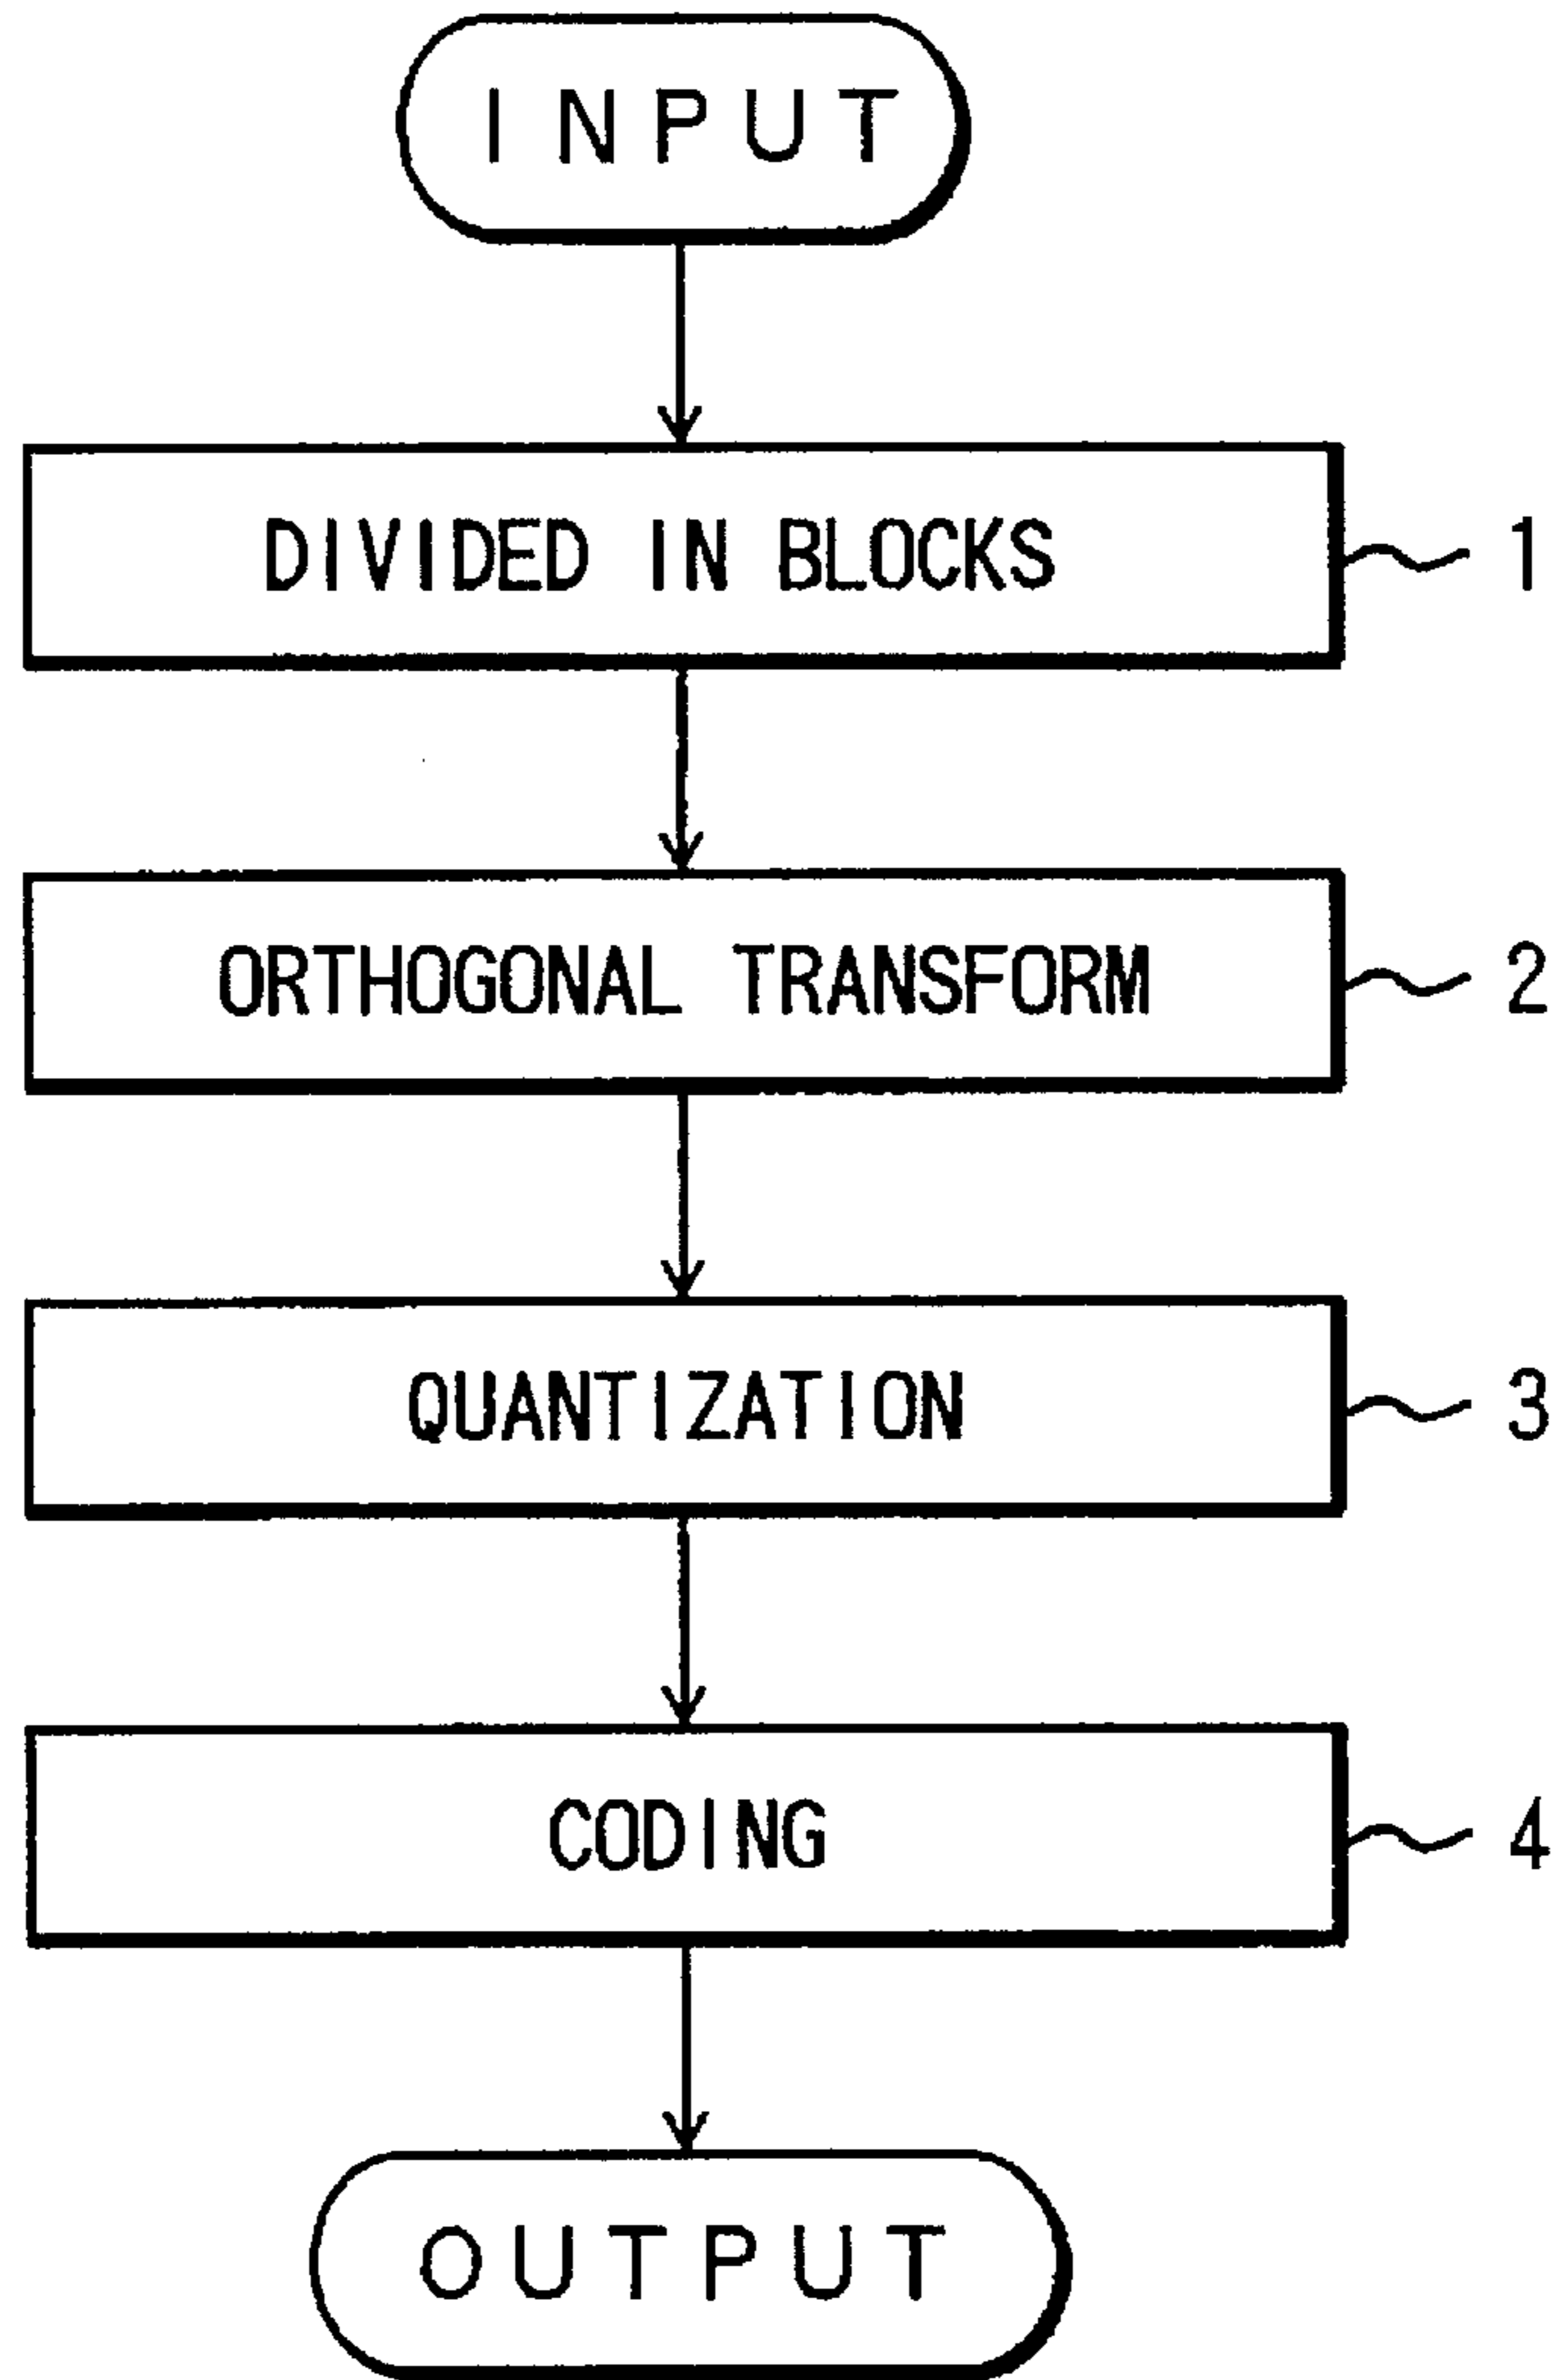 INPUT
DIVIDED IN BLOCKS 1
ORTHOGONAL TRANSFORM 2
QUANTIZATION 3
CODING 4
OUTPUT